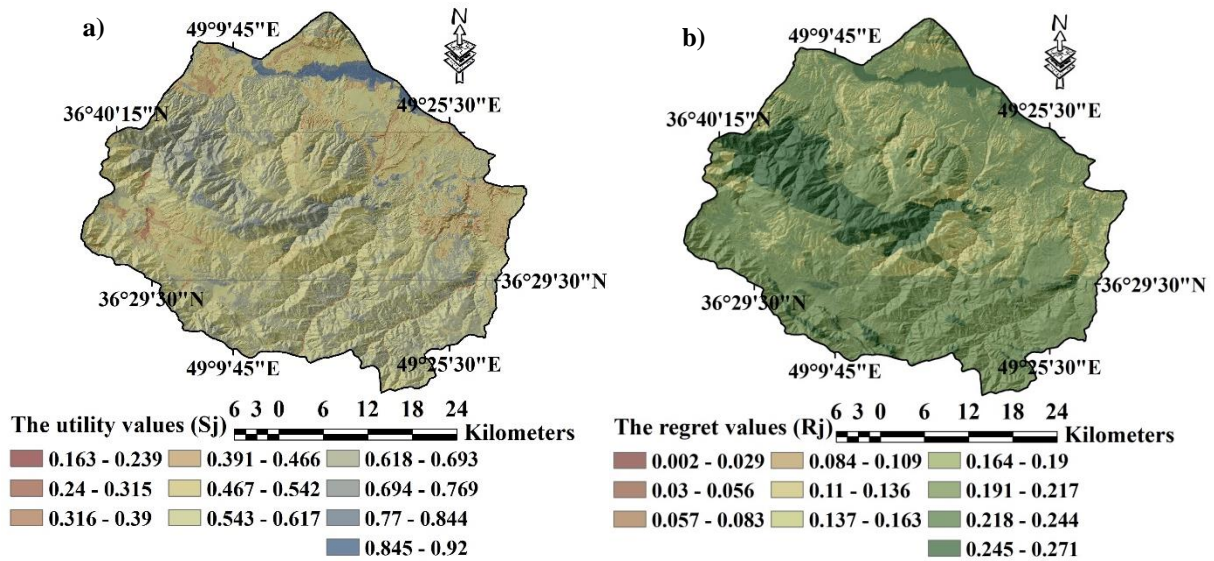 a)
N
49°9'45"E
36°40'15"N
49°25'30"E
36°29'30"N
36°29'30"N
49°9'45"E
49°25'30"E
6 3 0 6 12 18 24
Kilometers
The utility values (Sj)
0.163 - 0.239
0.24 - 0.315
0.316 - 0.39
0.391 - 0.466
0.467 - 0.542
0.543 - 0.617
0.618 - 0.693
0.694 - 0.769
0.77 - 0.844
0.845 - 0.92
b)
N
49°9'45"E
36°40'15"N
49°25'30"E
36°29'30"N
36°29'30"N
49°9'45"E
49°25'30"E
6 3 0 6 12 18 24
Kilometers
The regret values (Rj)
0.002 - 0.029
0.03 - 0.056
0.057 - 0.083
0.084 - 0.109
0.11 - 0.136
0.137 - 0.163
0.164 - 0.19
0.191 - 0.217
0.218 - 0.244
0.245 - 0.271